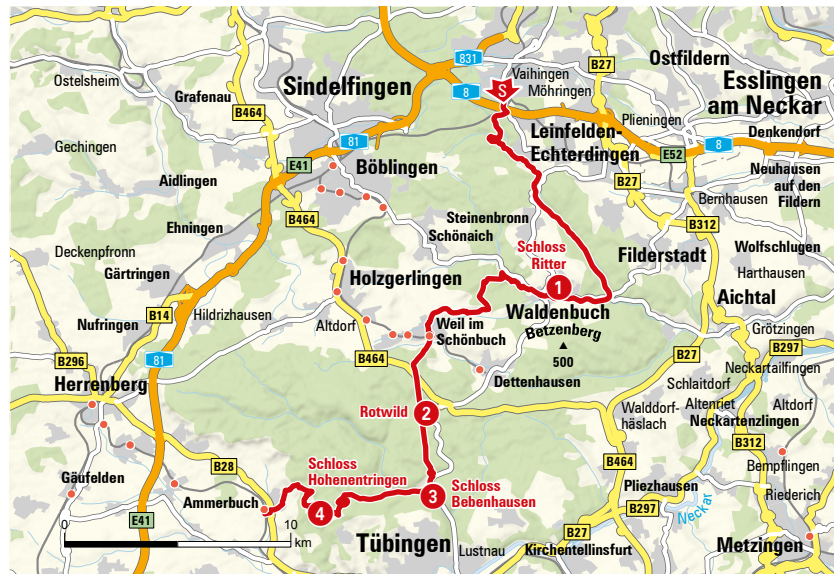 831
Vaihingen
Möhringen
B27
Ostfildern
Ostelsheim
Sindelfingen
Grafenau
B464
8
S
Esslingen
am Neckar
Plieningen
Leinfelden-
Echterdingen
Denkendorf
81
E52
8
Gechingen
E41
Böblingen
Neuhausen
auf den
Fildern
Aidlingen
B27
Bernhausen
Steinenbronn
Schönaich
Ehningen
B464
B312
Deckenpfronn
Schloss
Ritter
Filderstadt
Wolfschlugen
Harthausen
Gärtringen
Holzgerlingen
1
Aichtal
B14
Hildrizhausen
Waldenbuch
Nufringen
Altdorf
Weil im
Schönbuch
Betzenberg
500
Grötzingen
B297
B296
81
B464
B27
Neckartailfingen
Herrenberg
Dettenhausen
Schlaitdorf
Altenriet
Altdorf
Rotwild
2
Walddorf-
häslach
Neckartenzlingen
B312
Bempflingen
Gäufelden
B28
Schloss
Hohenentringen
B464
Ammerbuch
4
3
Schloss
Bebenhausen
Pliezhausen
Riederich
B297
Neckar
E41
0
10
km
Tübingen
Lustnau
B27
Kirchentellinsfurt
Metzingen